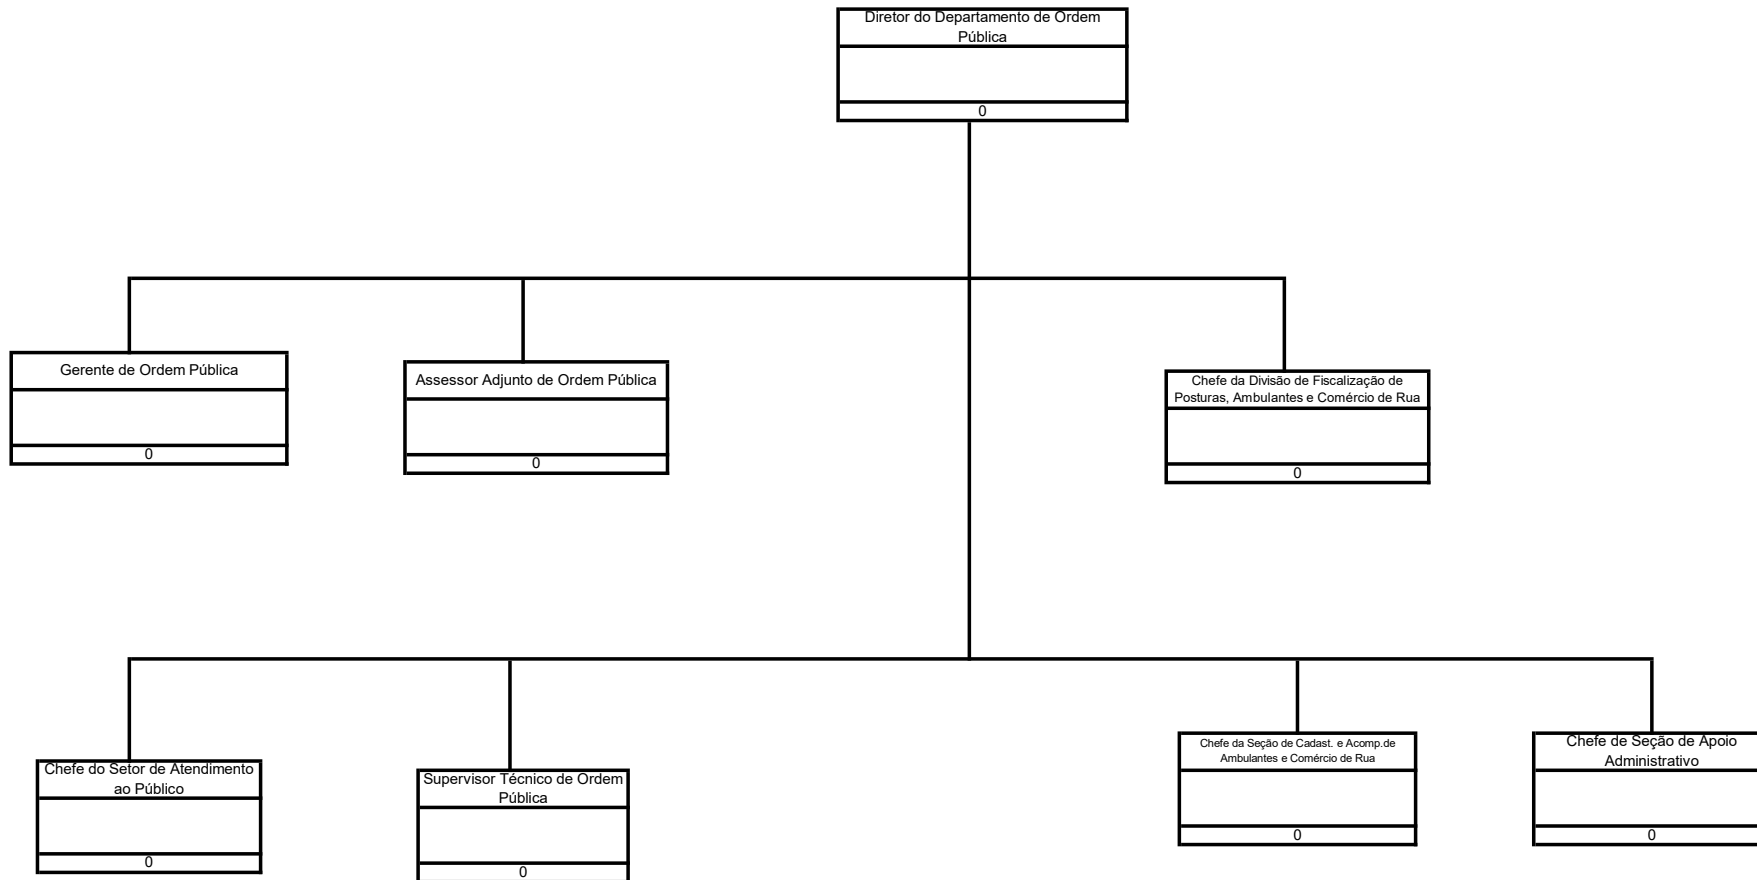 Diretor do Departamento de Ordem
Pública
0
Gerente de Ordem Pública
0
Assessor Adjunto de Ordem Pública
0
Chefe da Divisão de Fiscalização de
Posturas, Ambulantes e Comércio de Rua
0
Chefe do Setor de Atendimento
ao Público
0
Supervisor Técnico de Ordem
Pública
0
Chefe da Seção de Cadast. e Acomp.de
Ambulantes e Comércio de Rua
0
Chefe de Seção de Apoio
Administrativo
0